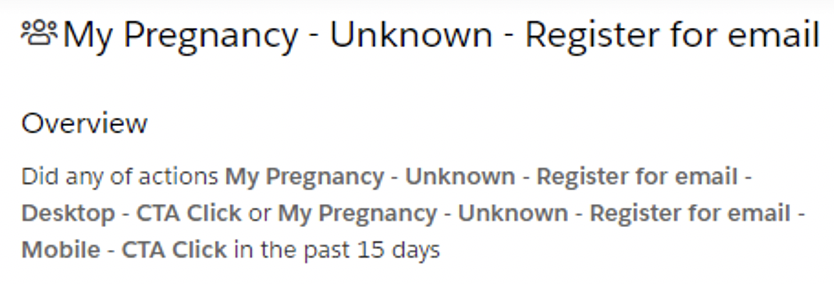 My Pregnancy - Unknown - Register for email
Overview
Did any of actions My Pregnancy - Unknown - Register for email -
Desktop - CTA Click or My Pregnancy - Unknown - Register for email -
Mobile - CTA Click in the past 15 days